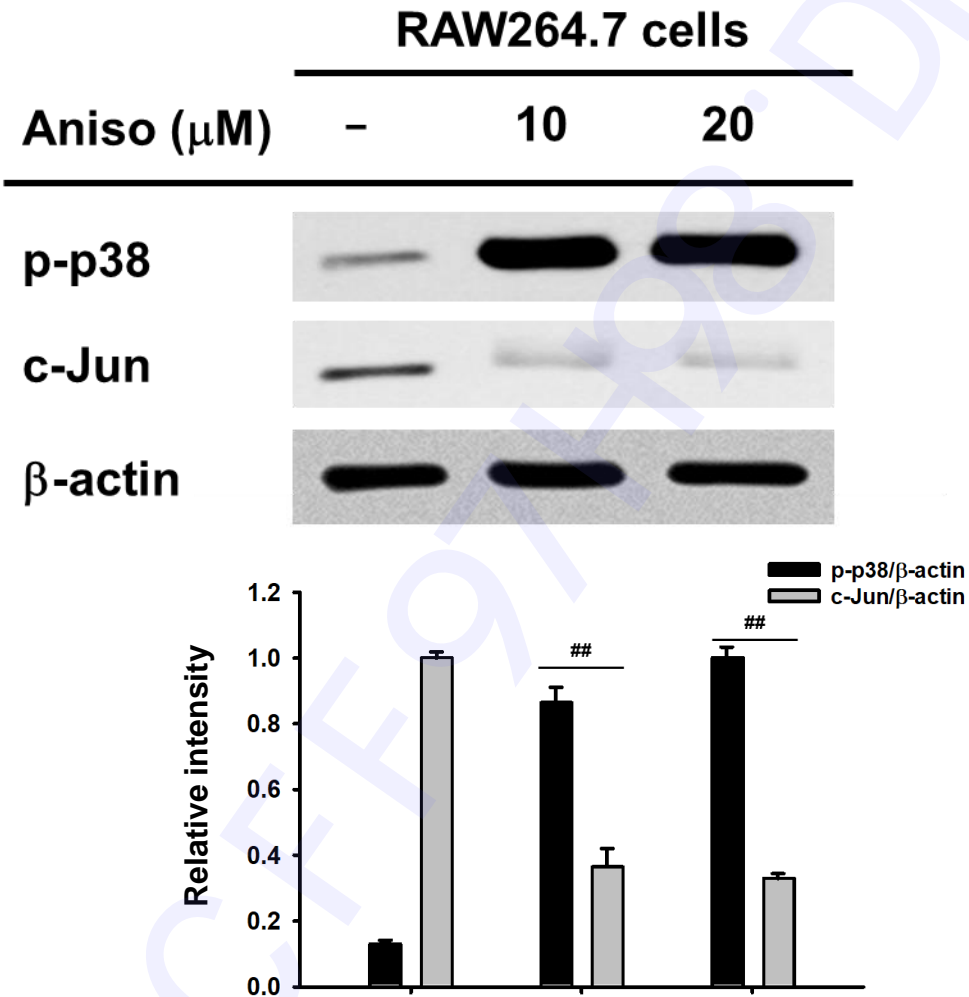 RAW264.7 cells
Aniso (μM) – 10 20
p-p38
c-Jun
β-actin
p-p38/β-actin
c-Jun/β-actin
1.2
1.0
0.8
0.6
0.4
0.2
0.0
Relative intensity
##
##